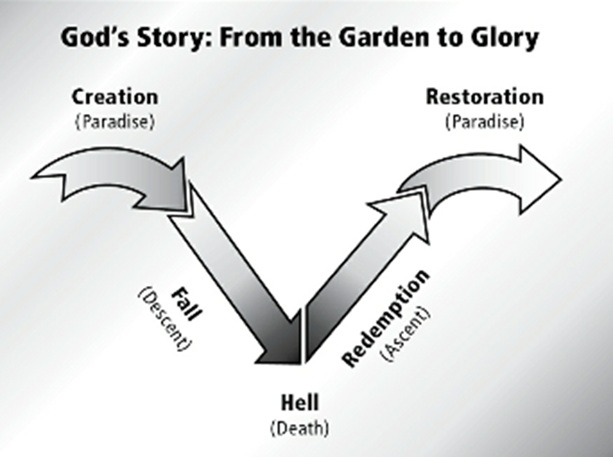 God's Story: From the Garden to Glory
Creation
(Paradise)
Restoration
(Paradise)
Fall
(Descent)
Redemption
(Ascent)
Hell
(Death)